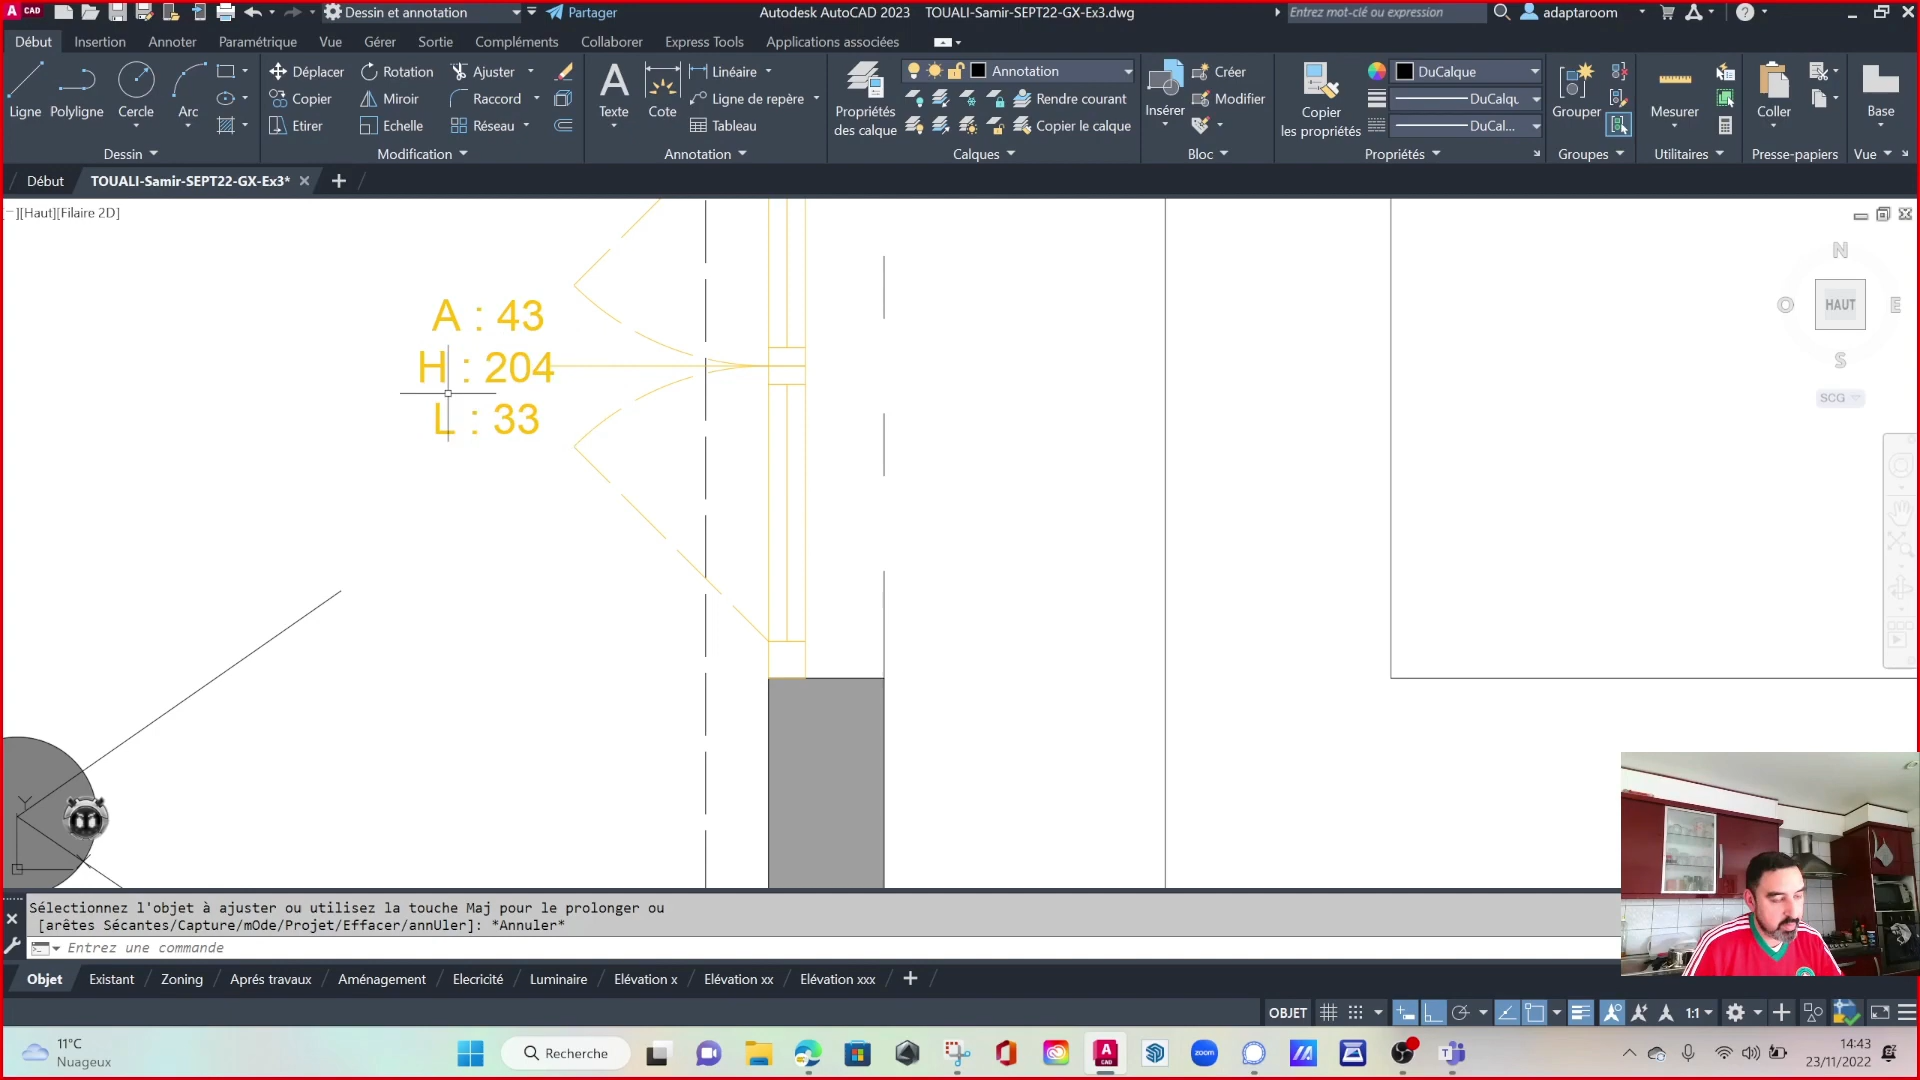 A CAD
Dessin et annotation
Partager
Autodesk AutoCAD 2023 TOUALI-Samir-SEPT22-GX-Ex3.dwg
Entrez mot-clé ou expression
adaptaroom
Début Insertion Annoter Paramétrique Vue Gérer Sortie Compléments Collaborer Express Tools Applications associées
Ligne Polyligne Cercle Arc
Déplacer Rotation Ajuster
Copier Miroir Raccord
Etirer Echelle Réseau
Texte Cote
Linéaire
Ligne de repère
Tableau
Propriétés
des calque
Annotation
Rendre courant
Copier le calque
Insérer
Créer
Modifier
Copier
les propriétés
DuCalque
DuCalqu
DuCal...
Grouper
Mesurer
Coller
Base
Dessin Modification Annotation Calques Bloc Propriétés Groupes Utilitaires Presse-papiers Vue
Début TOUALI-Samir-SEPT22-GX-Ex3*
][Haut][Filaire 2D]
N
O HAUT E
S
SCG
A : 43
H : 204
L : 33
Y
Sélectionnez l'objet à ajuster ou utilisez la touche Maj pour le prolonger ou
[arêtes Sécantes/Capture/mOde/Projet/Effacer/annUler]: *Annuler*
Entrez une commande
Objet Existant Zoning Aprés travaux Aménagement Elecricité Luminaire Elévation x Elévation xx Elévation xxx
OBJET 1:1
11°C
Nuageux
Recherche
zoom
14:43
23/11/2022